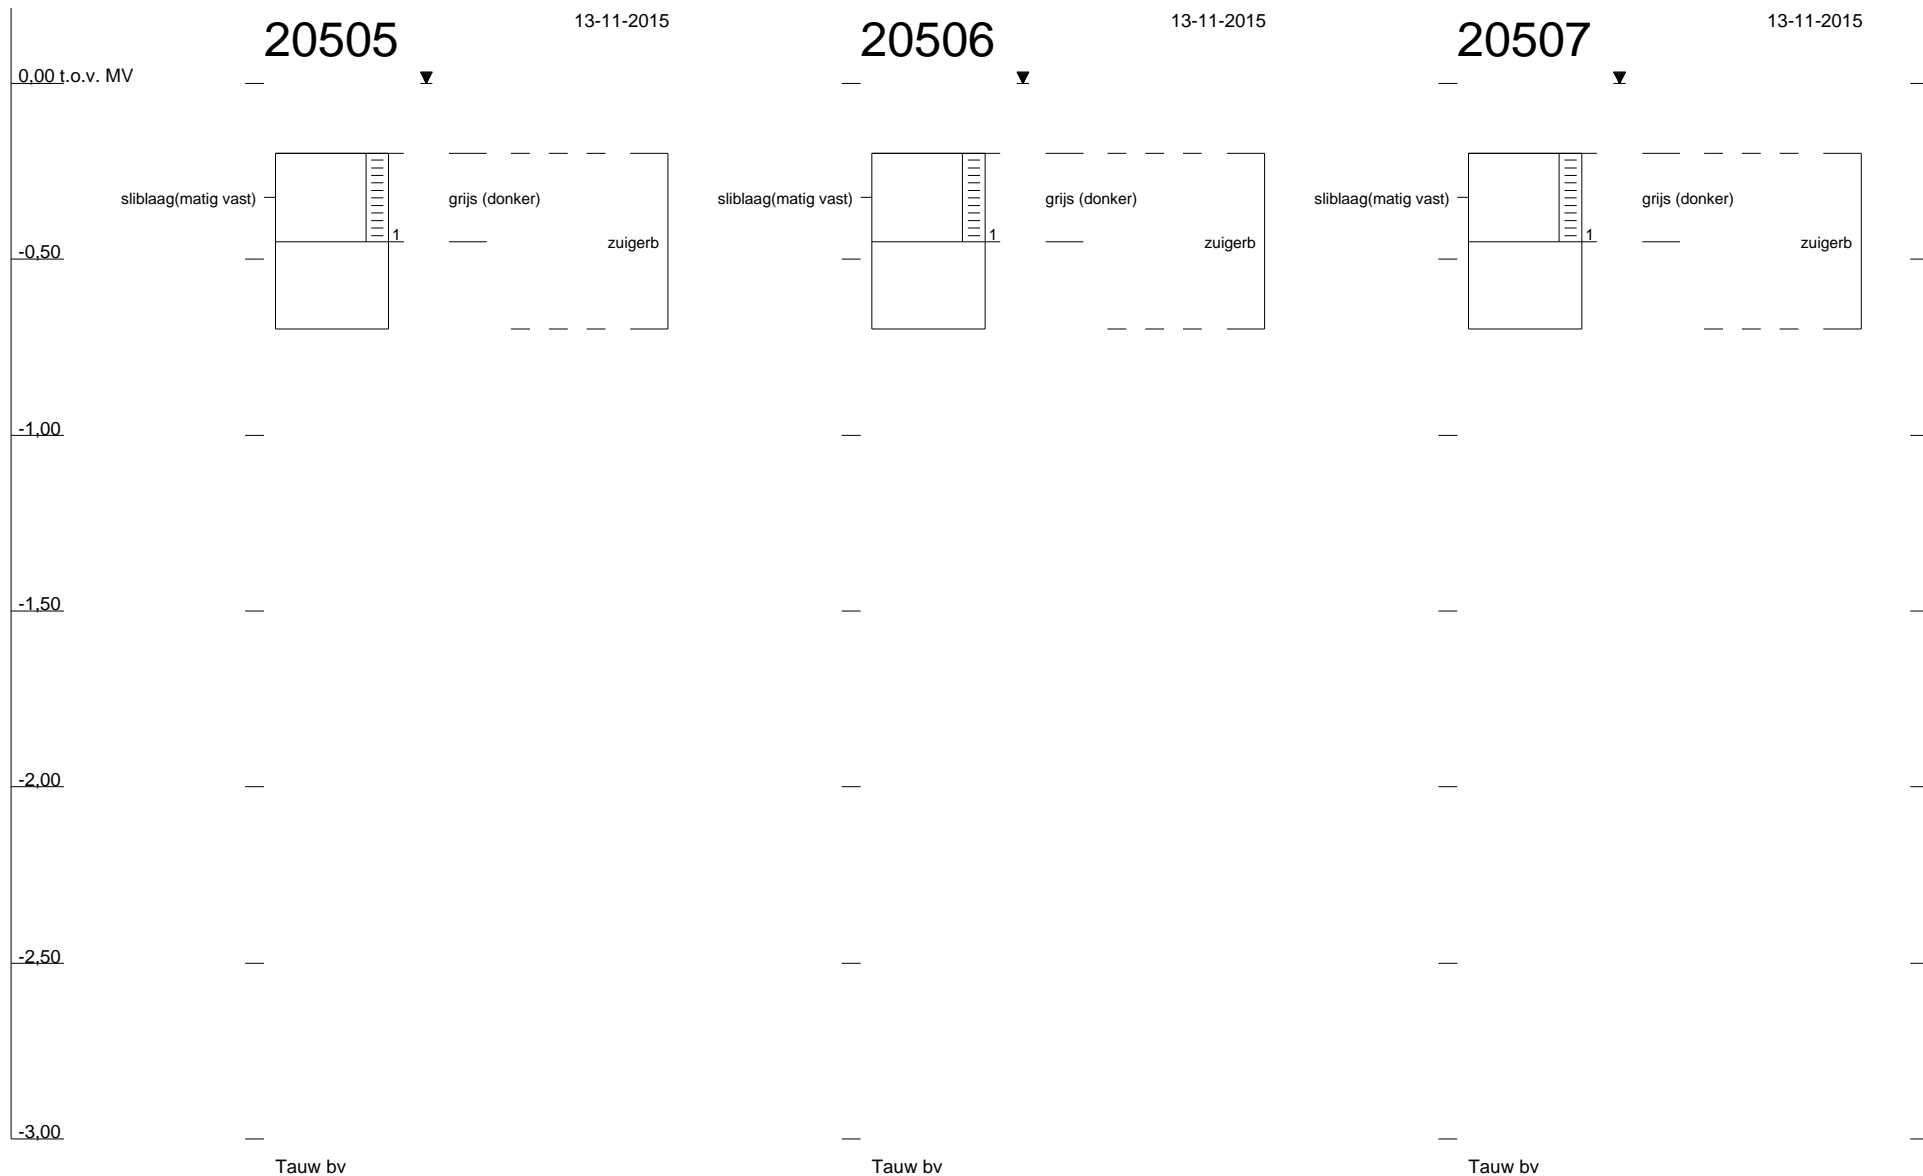 20505
13-11-2015
20506
13-11-2015
20507
13-11-2015
0,00 t.o.v. MV
sliblaag(matig vast)
grijs (donker)
1
zuigerb
sliblaag(matig vast)
grijs (donker)
1
zuigerb
sliblaag(matig vast)
grijs (donker)
1
zuigerb
-0,50
-1,00
-1,50
-2,00
-2,50
-3,00
Tauw bv
Tauw bv
Tauw bv